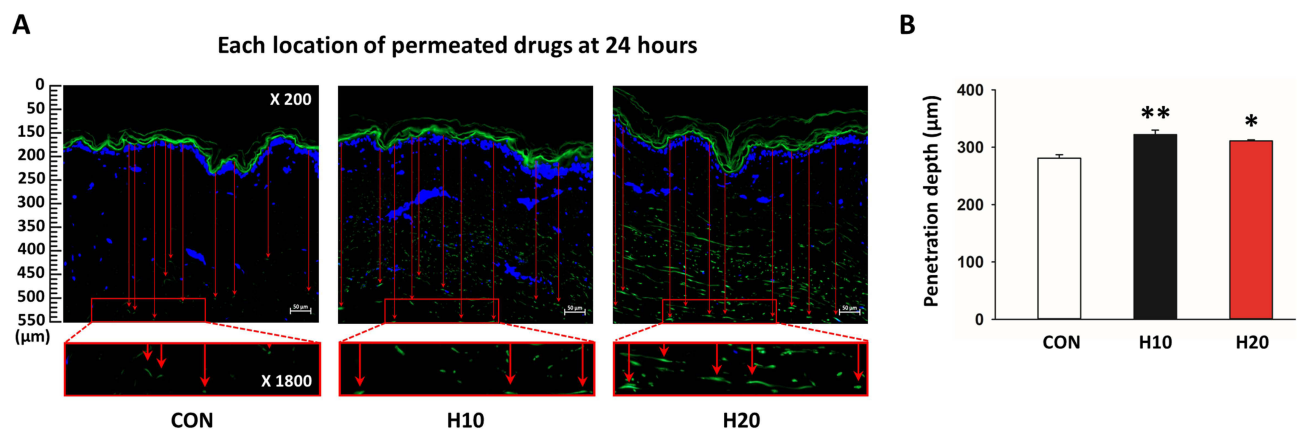 A
Each location of permeated drugs at 24 hours
0
50
100
150
200
250
300
350
400
450
500
550
(μm)
X 200
50 μm
50 μm
50 μm
X 1800
CON
H10
H20
B
Penetration depth (μm)
400
300
200
100
0
**
*
CON
H10
H20